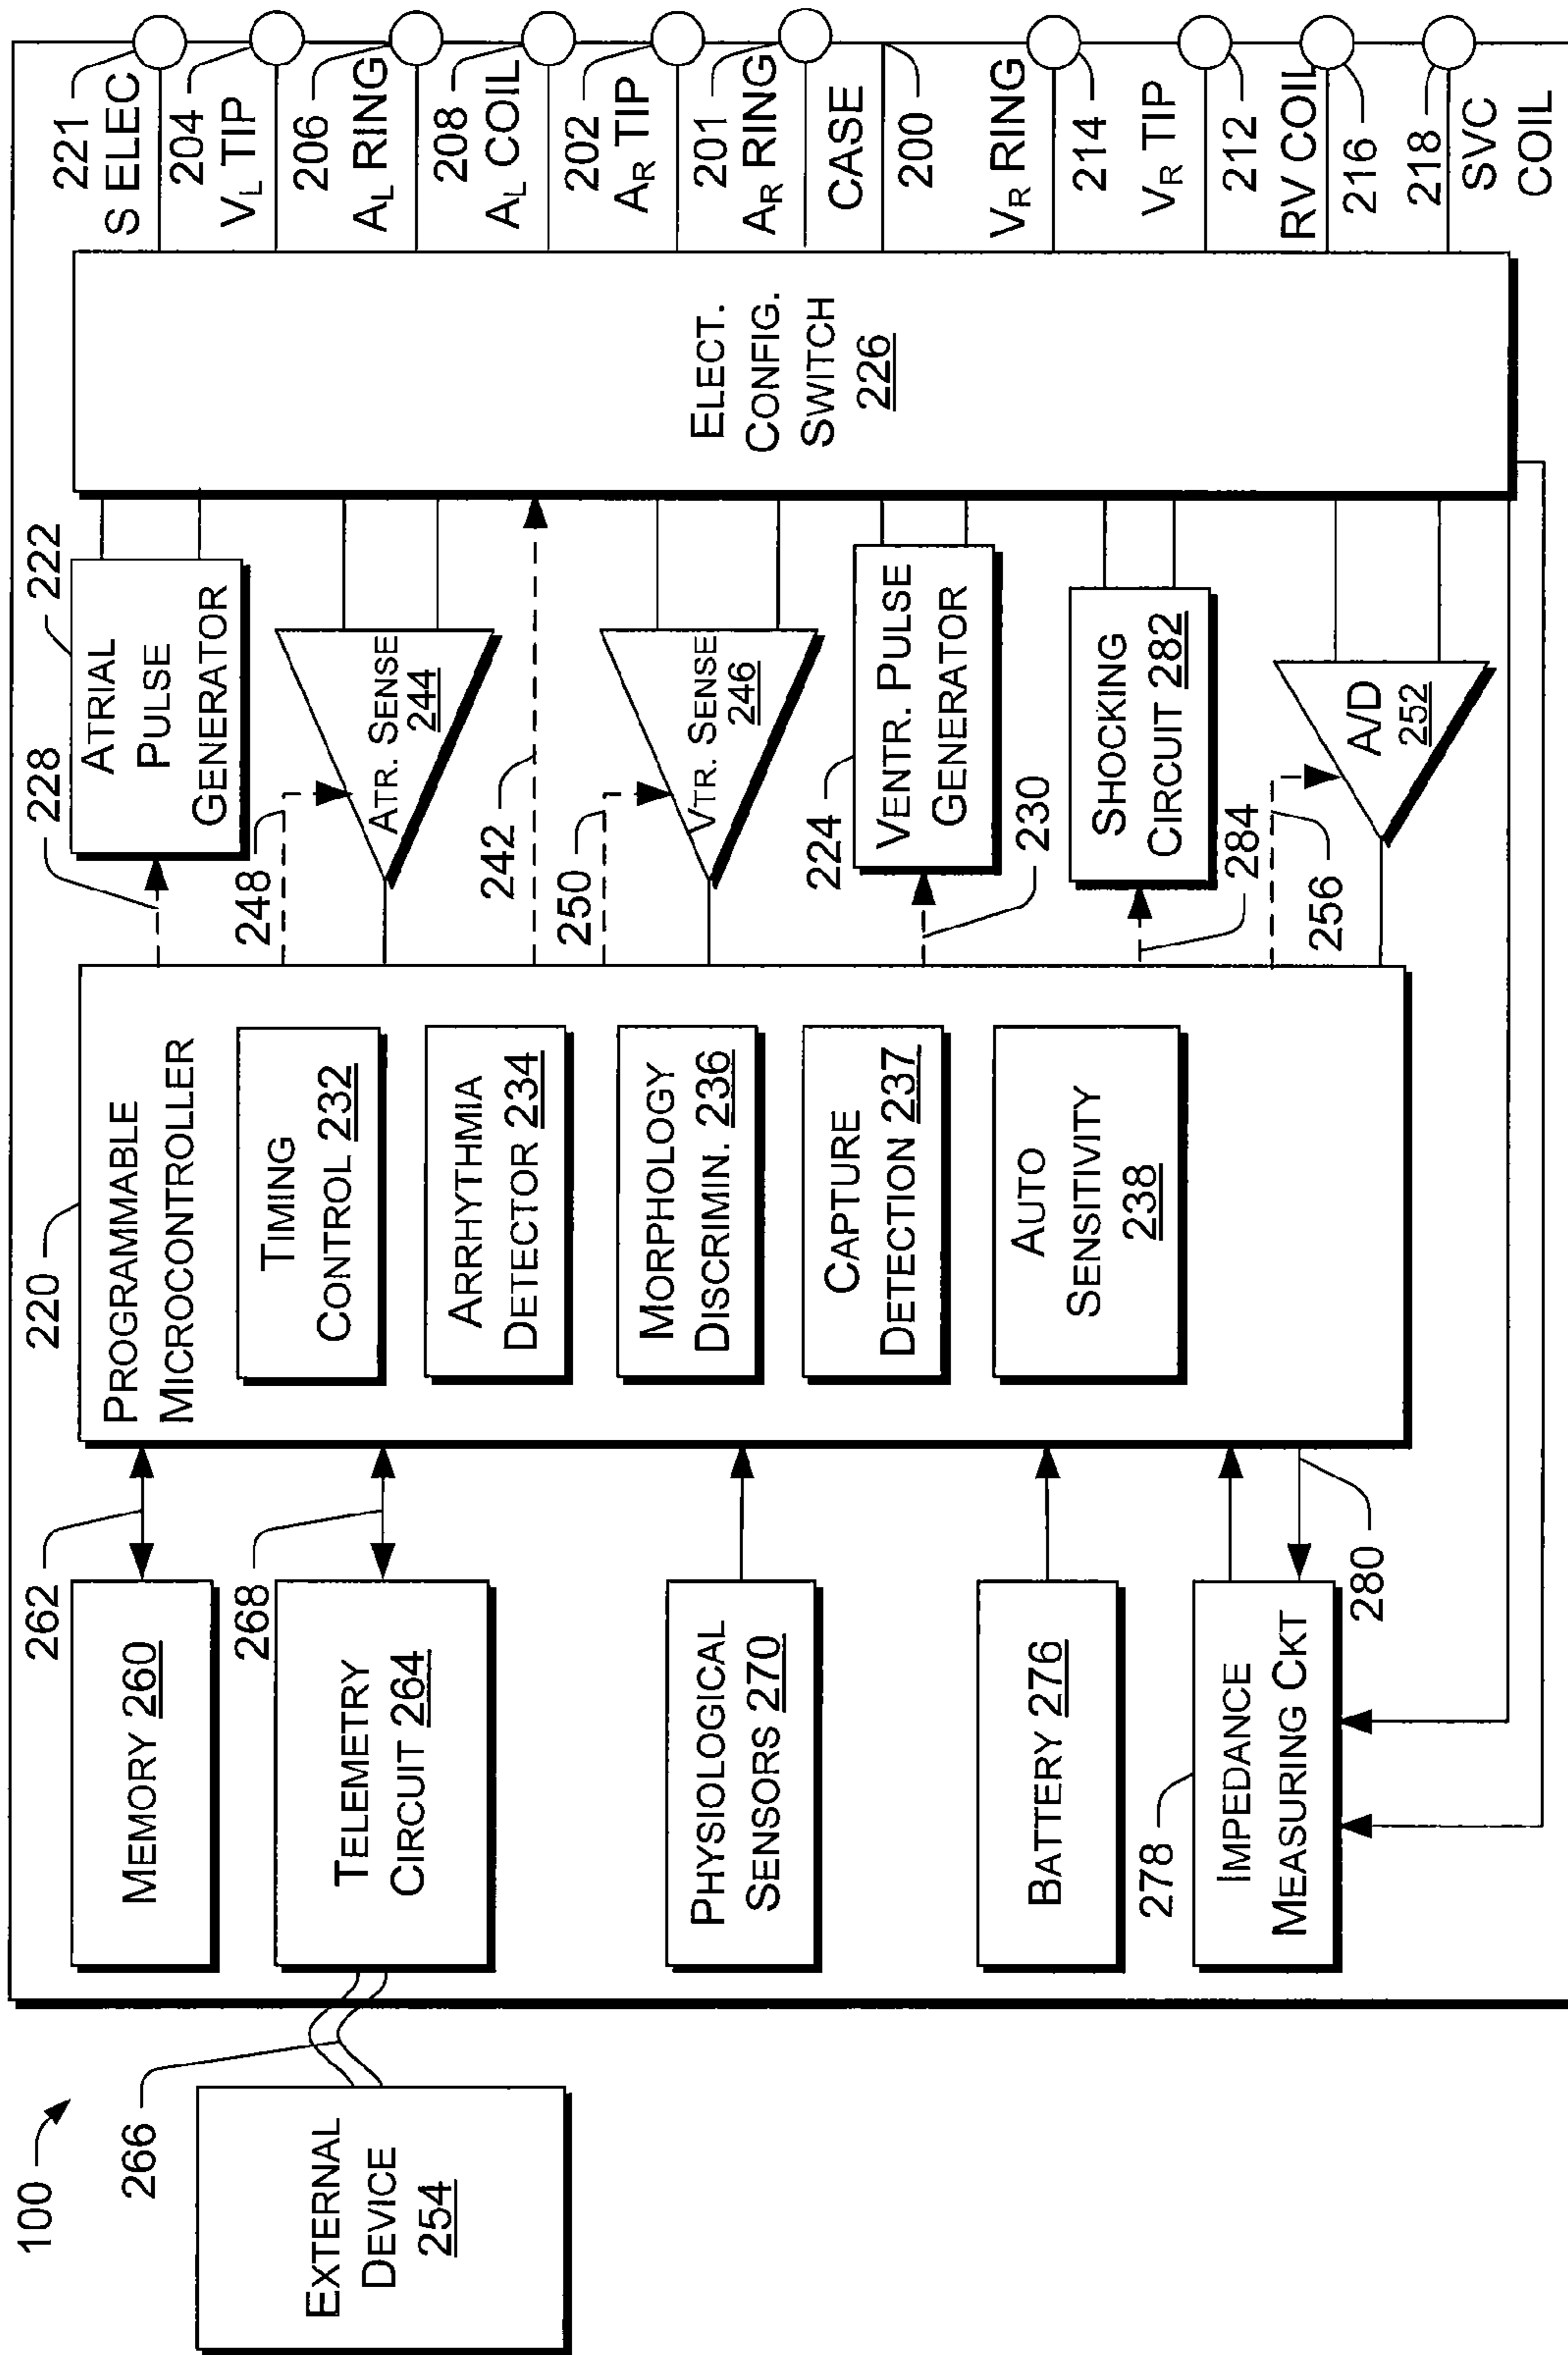 100
EXTERNAL
DEVICE
254
266
MEMORY 260
262
TELEMETRY
CIRCUIT 264
268
PHYSIOLOGICAL
SENSORS 270
BATTERY 276
278
IMPEDANCE
MEASURING CKT
280
220
PROGRAMMABLE
MICROCONTROLLER
TIMING
CONTROL 232
ARRHYTHMIA
DETECTOR 234
MORPHOLOGY
DISCRIMIN. 236
CAPTURE
DETECTION 237
AUTO
SENSITIVITY
238
228
222
ATRIAL
PULSE
GENERATOR
248
ATR. SENSE
244
242
250
VTR. SENSE
246
224
VENTR. PULSE
GENERATOR
230
SHOCKING
CIRCUIT 282
284
256
A/D
252
ELECT.
CONFIG.
SWITCH
226
221
S ELEC
204
VL TIP
206
AL RING
208
AL COIL
202
AR TIP
201
AR RING
CASE
200
VR RING
214
VR TIP
212
RV COIL
216
218
SVC
COIL